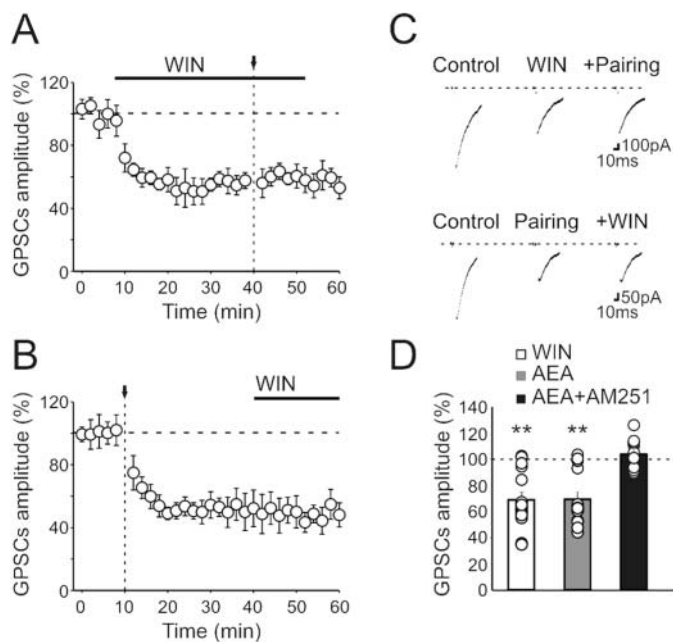 A
WIN
GPSCs amplitude (%)
120
80
40
0
0 10 20 30 40 50 60
Time (min)
B
WIN
GPSCs amplitude (%)
120
80
40
0
0 10 20 30 40 50 60
Time (min)
C
Control WIN +Pairing
100pA
10ms
Control Pairing +WIN
50pA
10ms
D
WIN
AEA
AEA+AM251
GPSCs amplitude (%)
140
120
100
80
60
40
20
0
** **